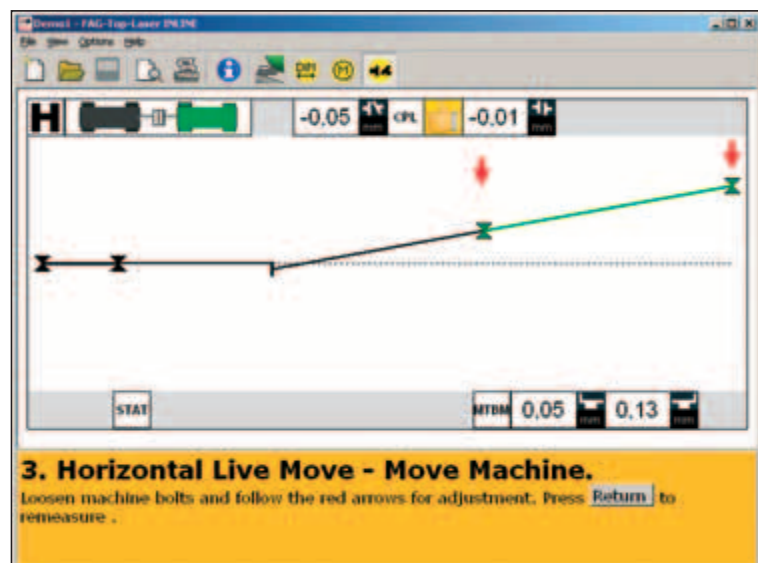 Demo1 - FAG-Top-Laser INLINE
File View Options Help
H -0,05 mm CPL -0,01 mm
STAT MTBM 0,05 mm 0,13 mm
3. Horizontal Live Move - Move Machine.
Loosen machine bolts and follow the red arrows for adjustment. Press Return to
remeasure .